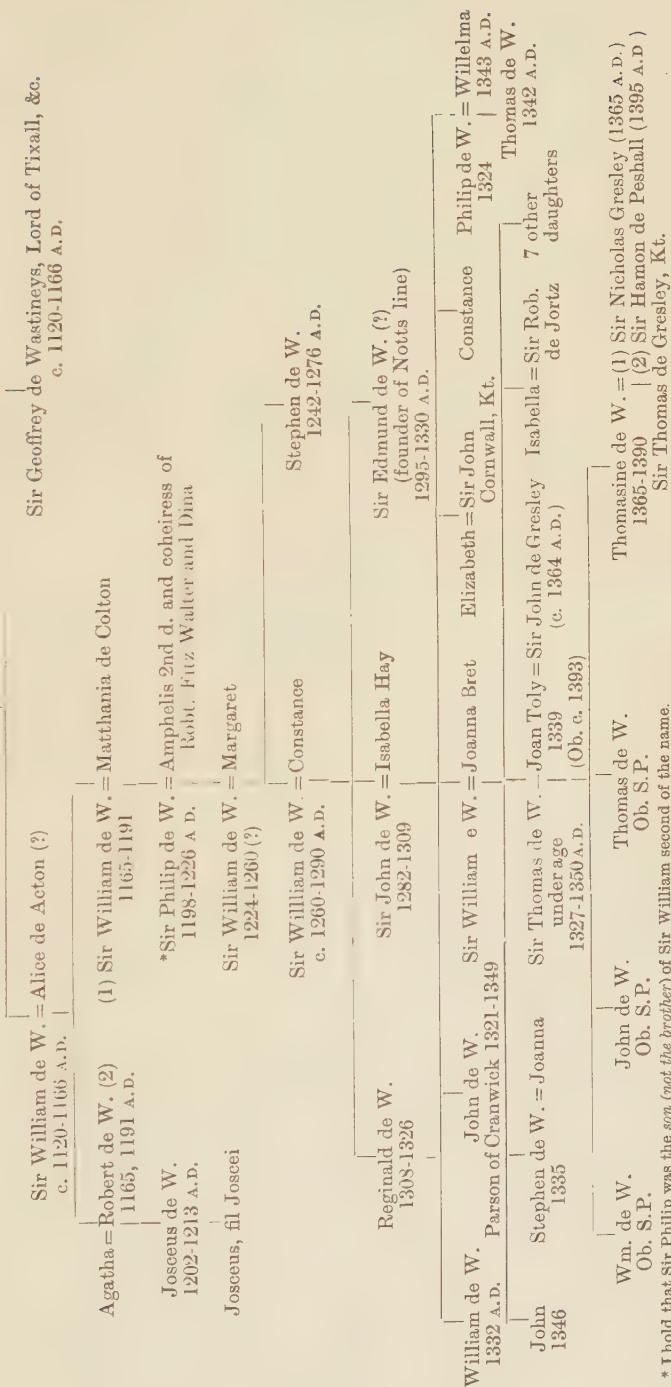 Sir Geoffrey de Wastineys, Lord of Tixall, &c.
c. 1120-1166 A.D.
Sir William de W. = Alice de Acton (?)
c. 1120-1166 A.D.
Agatha = Robert de W. (2)
1165, 1191 A.D.
(1) Sir William de W. = Matthania de Colton
1165-1191
Josceus de W.
1202-1213 A.D.
*Sir Philip de W. = Amphelis 2nd d. and coheiress of
1198-1226 A D.
Robt. Fitz Walter and Dina
Josceus, fil Joscei
Sir William de W. = Margaret
1224-1260 (?)
Sir William de W. = Constance
c. 1260-1290 A.D.
Stephen de W.
1242-1276 A.D.
Reginald de W.
1308-1326
Sir John de W. = Isabella Hay
1282-1309
Sir Edmund de W. (?)
(founder of Notts line)
1295-1330 A.D.
William de W.
1332 A.D.
John de W.
Parson of Cranwick 1321-1349
Sir William e W. = Joanna Bret
Elizabeth = Sir John
Cornwall, Kt.
Constance
Philip de W. = Willelma
1324
1343 A.D.
Thomas de W.
1342 A.D.
John
1346
Stephen de W. = Joanna
1335
Sir Thomas de W. — Joan Toly = Sir John de Gresley
under age
1339
(c. 1364 A.D.)
1327-1350 A.D.
(Ob. c. 1393)
Isabella = Sir Rob.
de Jortz
7 other
daughters
Wm. de W.
Ob. S.P.
John de W.
Ob. S.P.
Thomas de W.
Ob. S.P.
Thomasine de W. = (1) Sir Nicholas Gresley (1365 A.D.)
1365-1390
(2) Sir Hamon de Peshall (1395 A.D )
Sir Thomas de Gresley, Kt.
* I hold that Sir Philip was the son (not the brother) of Sir William second of the name.